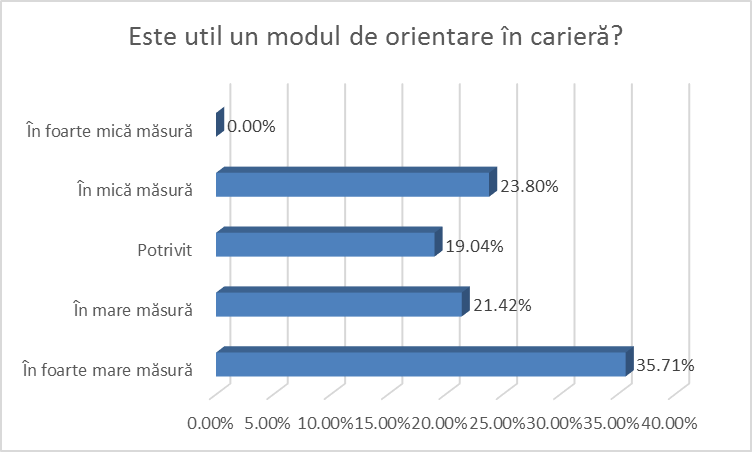 Este util un modul de orientare în carieră?
În foarte mică măsură
0.00%
În mică măsură
23.80%
Potrivit
19.04%
În mare măsură
21.42%
În foarte mare măsură
35.71%
0.00% 5.00% 10.00% 15.00% 20.00% 25.00% 30.00% 35.00% 40.00%